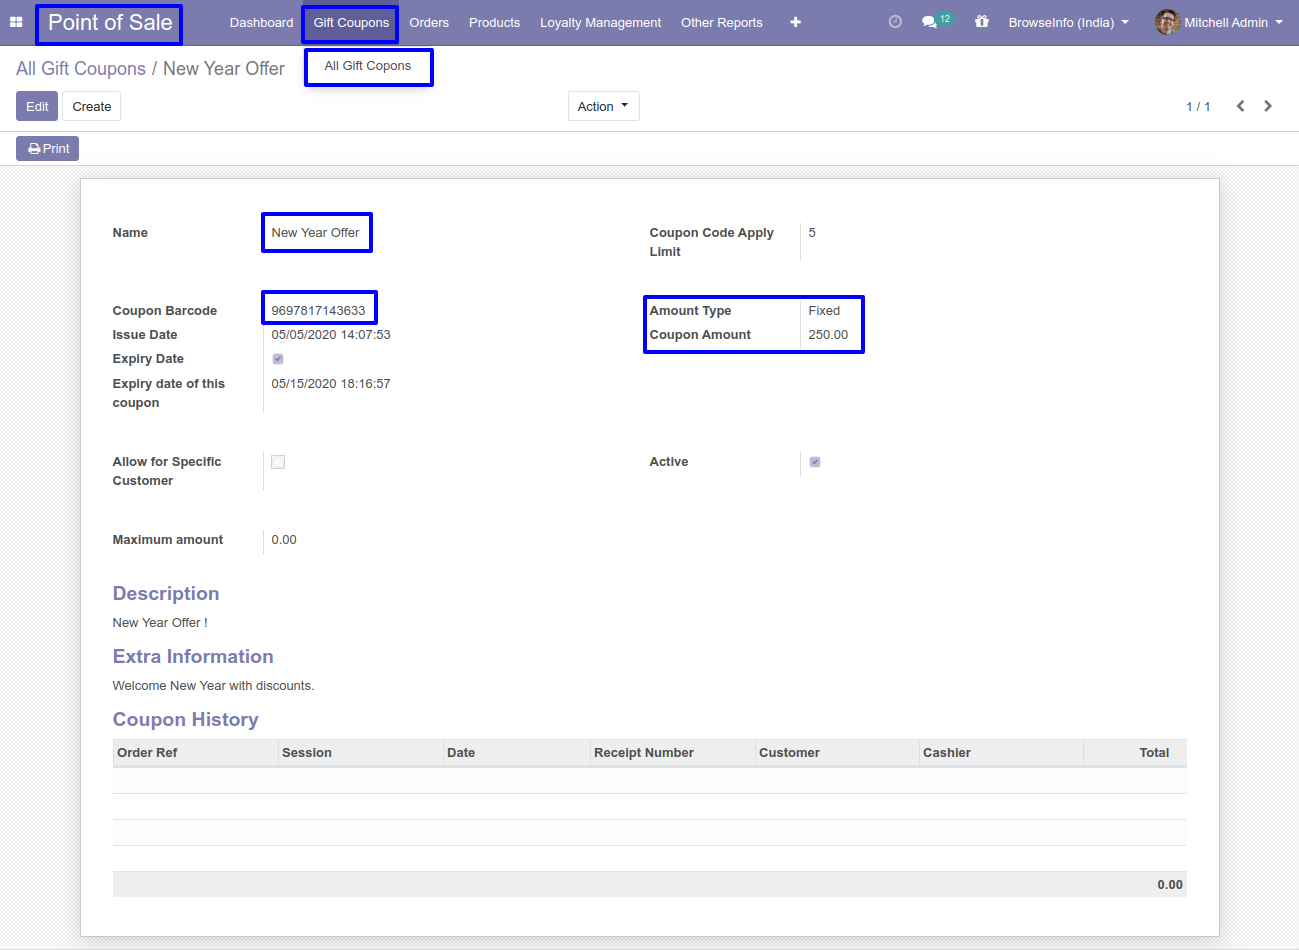 Point of Sale Dashboard Gift Coupons Orders Products Loyalty Management Other Reports 12 BrowseInfo (India) Mitchell Admin
All Gift Copons
All Gift Coupons / New Year Offer
Edit Create Action 1 / 1
Print
Name New Year Offer
Coupon Code Apply Limit 5
Coupon Barcode 9697817143633
Amount Type Fixed
Issue Date 05/05/2020 14:07:53
Coupon Amount 250.00
Expiry Date
Expiry date of this coupon 05/15/2020 18:16:57
Allow for Specific Customer
Active
Maximum amount 0.00
Description
New Year Offer !
Extra Information
Welcome New Year with discounts.
Coupon History
Order Ref Session Date Receipt Number Customer Cashier Total
0.00